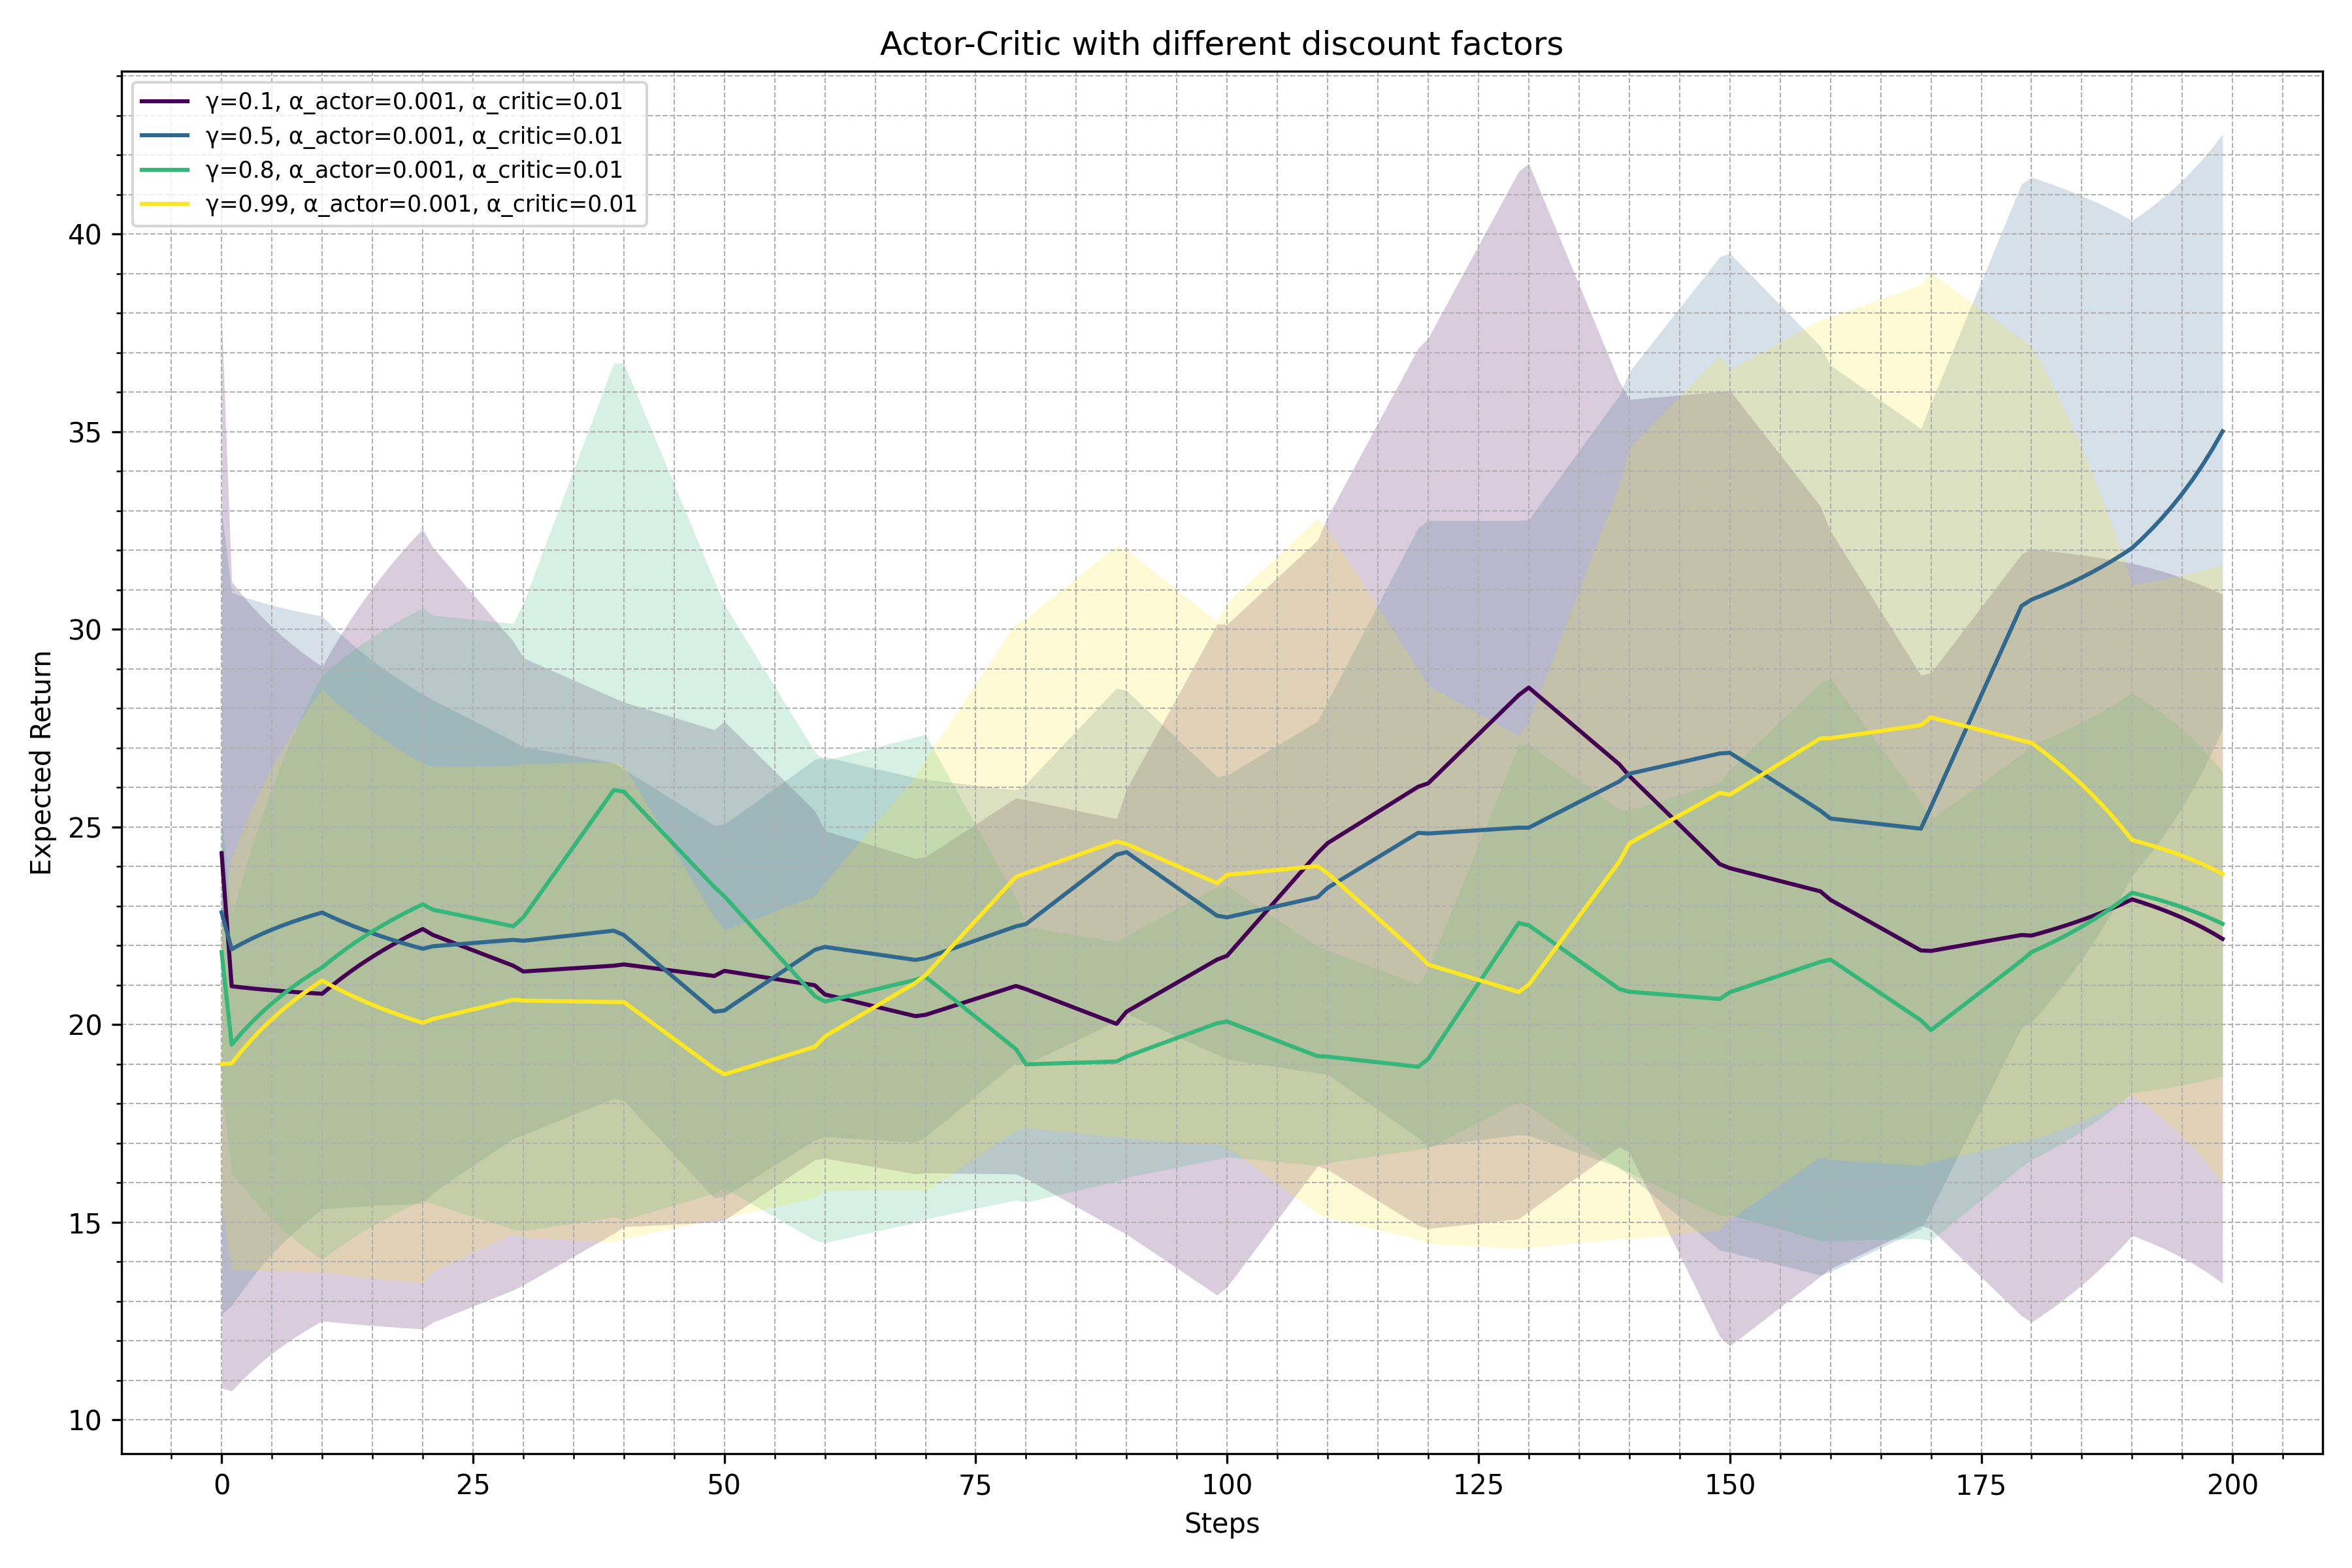 Actor-Critic with different discount factors
γ=0.1, α_actor=0.001, α_critic=0.01
γ=0.5, α_actor=0.001, α_critic=0.01
γ=0.8, α_actor=0.001, α_critic=0.01
γ=0.99, α_actor=0.001, α_critic=0.01
Expected Return
40
35
30
25
20
15
10
0 25 50 75 100 125 150 175 200
Steps